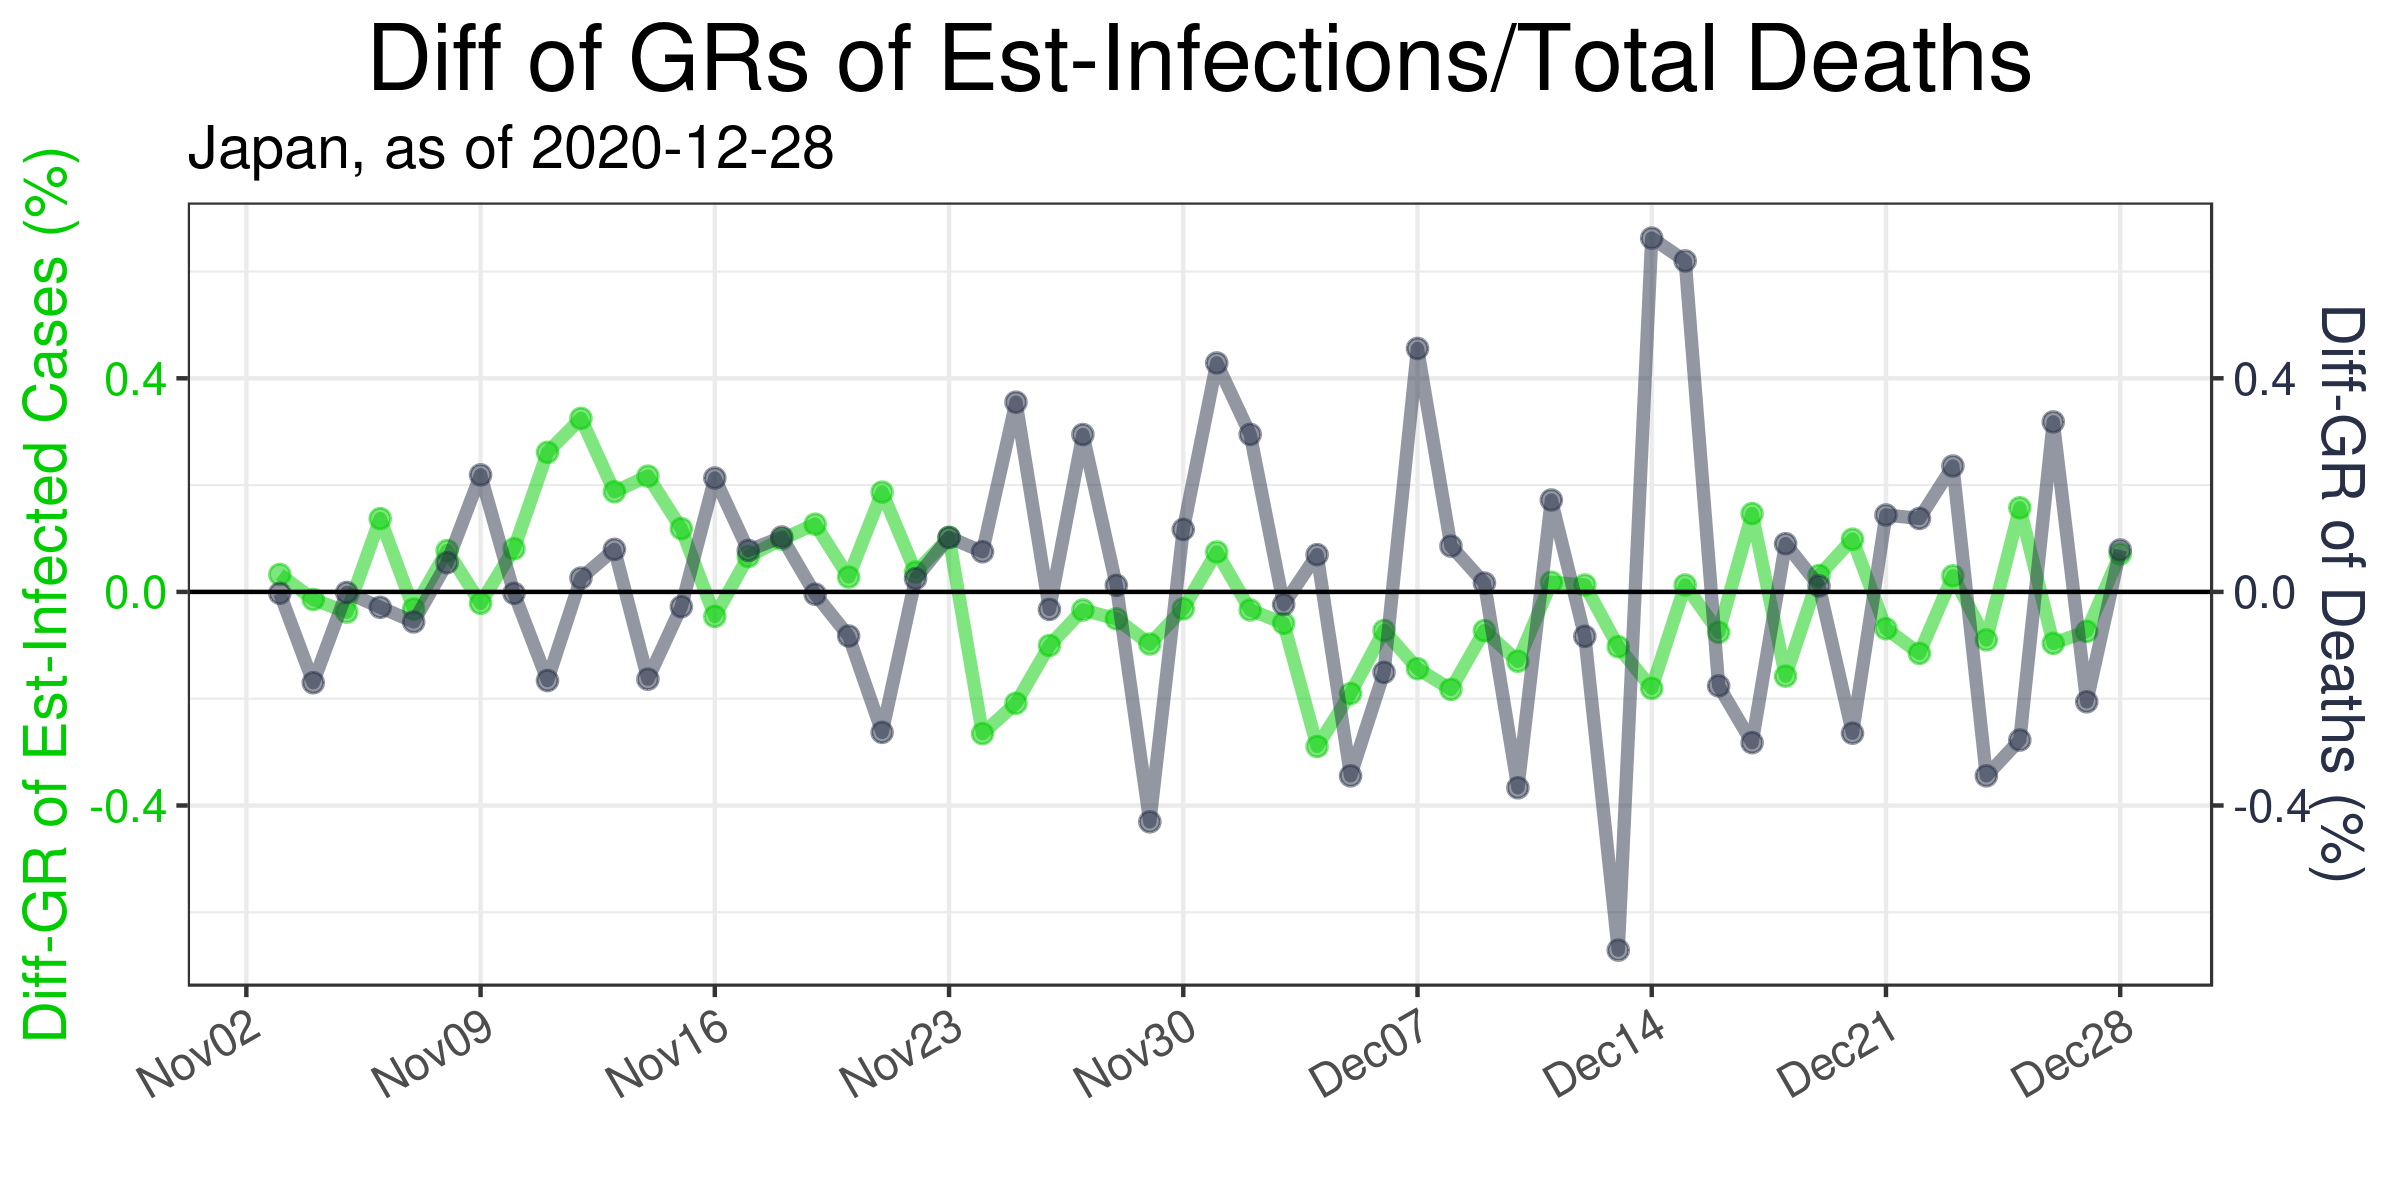 Diff of GRs of Est-Infections/Total Deaths
Japan, as of 2020-12-28
Diff-GR of Est-Infected Cases (%)
0.4
0.0
-0.4
0.4
0.0
-0.4
Diff-GR of Deaths (%)
Nov02
Nov09
Nov16
Nov23
Nov30
Dec07
Dec14
Dec21
Dec28